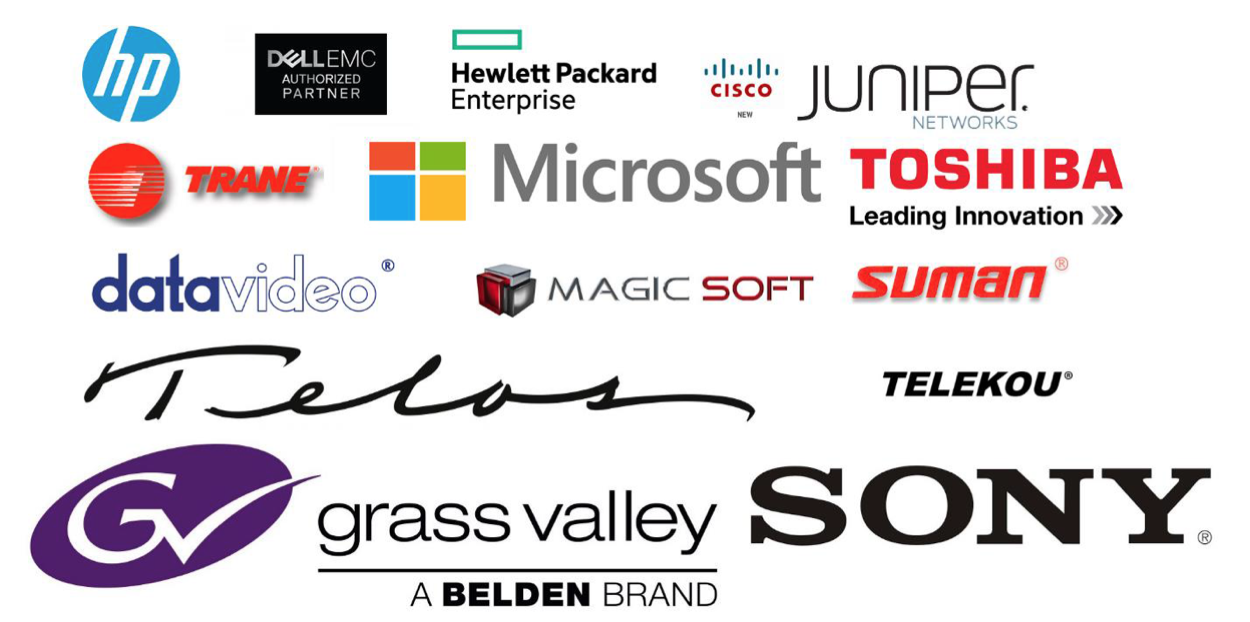 hp
DELLEMC
AUTHORIZED
PARTNER
Hewlett Packard
Enterprise
CISCO
NEW
JUNIPer
NETWORKS
TRANE®
Microsoft
TOSHIBA
Leading Innovation
datavideo®
MAGIC SOFT
suman®
Telos
TELEKOU®
GV
grass valley
A BELDEN BRAND
SONY®